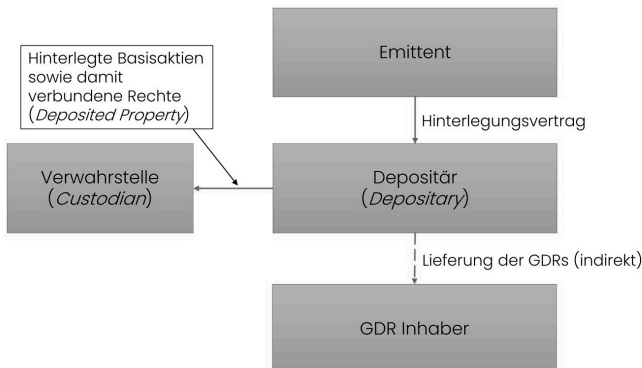 Hinterlegte Basisaktien
sowie damit
verbundene Rechte
(Deposited Property)
Emittent
Hinterlegungsvertrag
Verwahrstelle
(Custodian)
Depositär
(Depositary)
Lieferung der GDRs (indirekt)
GDR Inhaber